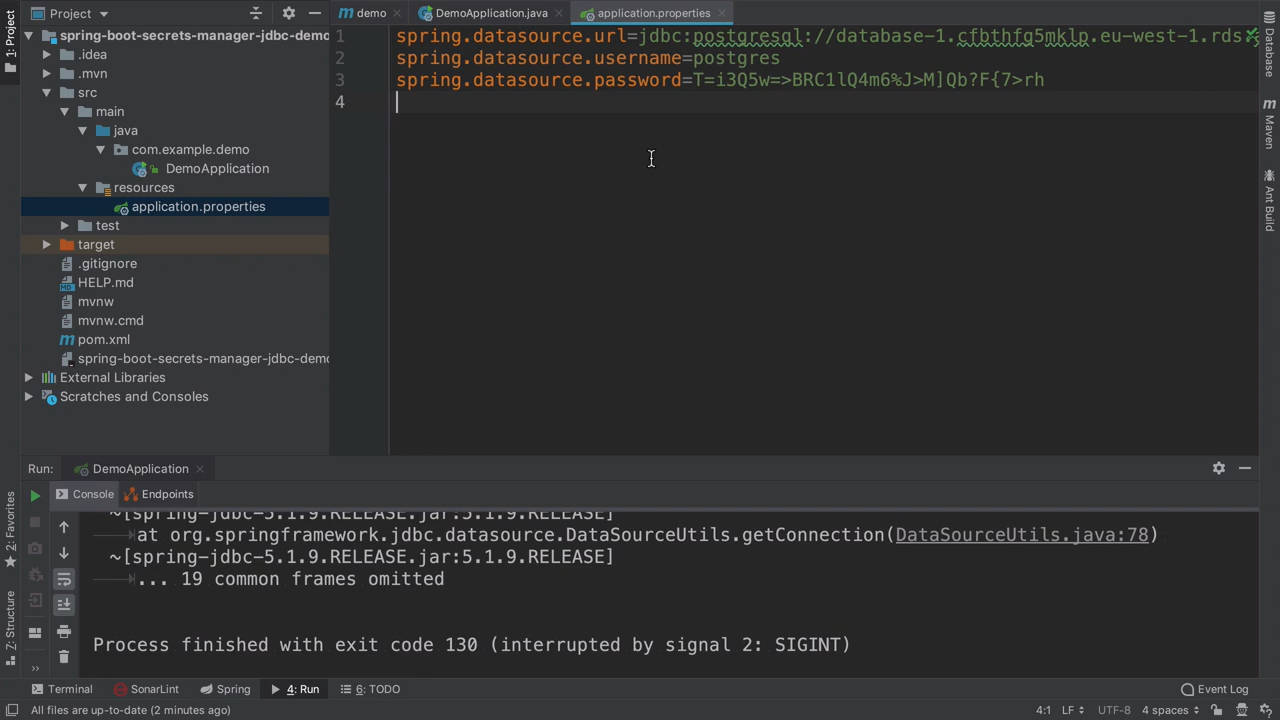 1: Project
Project
spring-boot-secrets-manager-jdbc-demo
.idea
.mvn
src
main
java
com.example.demo
DemoApplication
resources
application.properties
test
target
.gitignore
HELP.md
mvnw
mvnw.cmd
pom.xml
spring-boot-secrets-manager-jdbc-demo
External Libraries
Scratches and Consoles
demo
DemoApplication.java
application.properties
1 spring.datasource.url=jdbc:postgresql://database-1.cfbthfg5mklp.eu-west-1.rds
2 spring.datasource.username=postgres
3 spring.datasource.password=T=i3Q5w=>BRC1lQ4m6%J>M]Qb?F{7>rh
4
Database
Maven
Ant Build
Run: DemoApplication
Console Endpoints
~[spring-jdbc-5.1.9.RELEASE.jar:5.1.9.RELEASE]
at org.springframework.jdbc.datasource.DataSourceUtils.getConnection(DataSourceUtils.java:78)
~[spring-jdbc-5.1.9.RELEASE.jar:5.1.9.RELEASE]
... 19 common frames omitted
Process finished with exit code 130 (interrupted by signal 2: SIGINT)
2: Favorites
Z: Structure
Terminal SonarLint Spring 4: Run 6: TODO Event Log
All files are up-to-date (2 minutes ago) 4:1 LF UTF-8 4 spaces